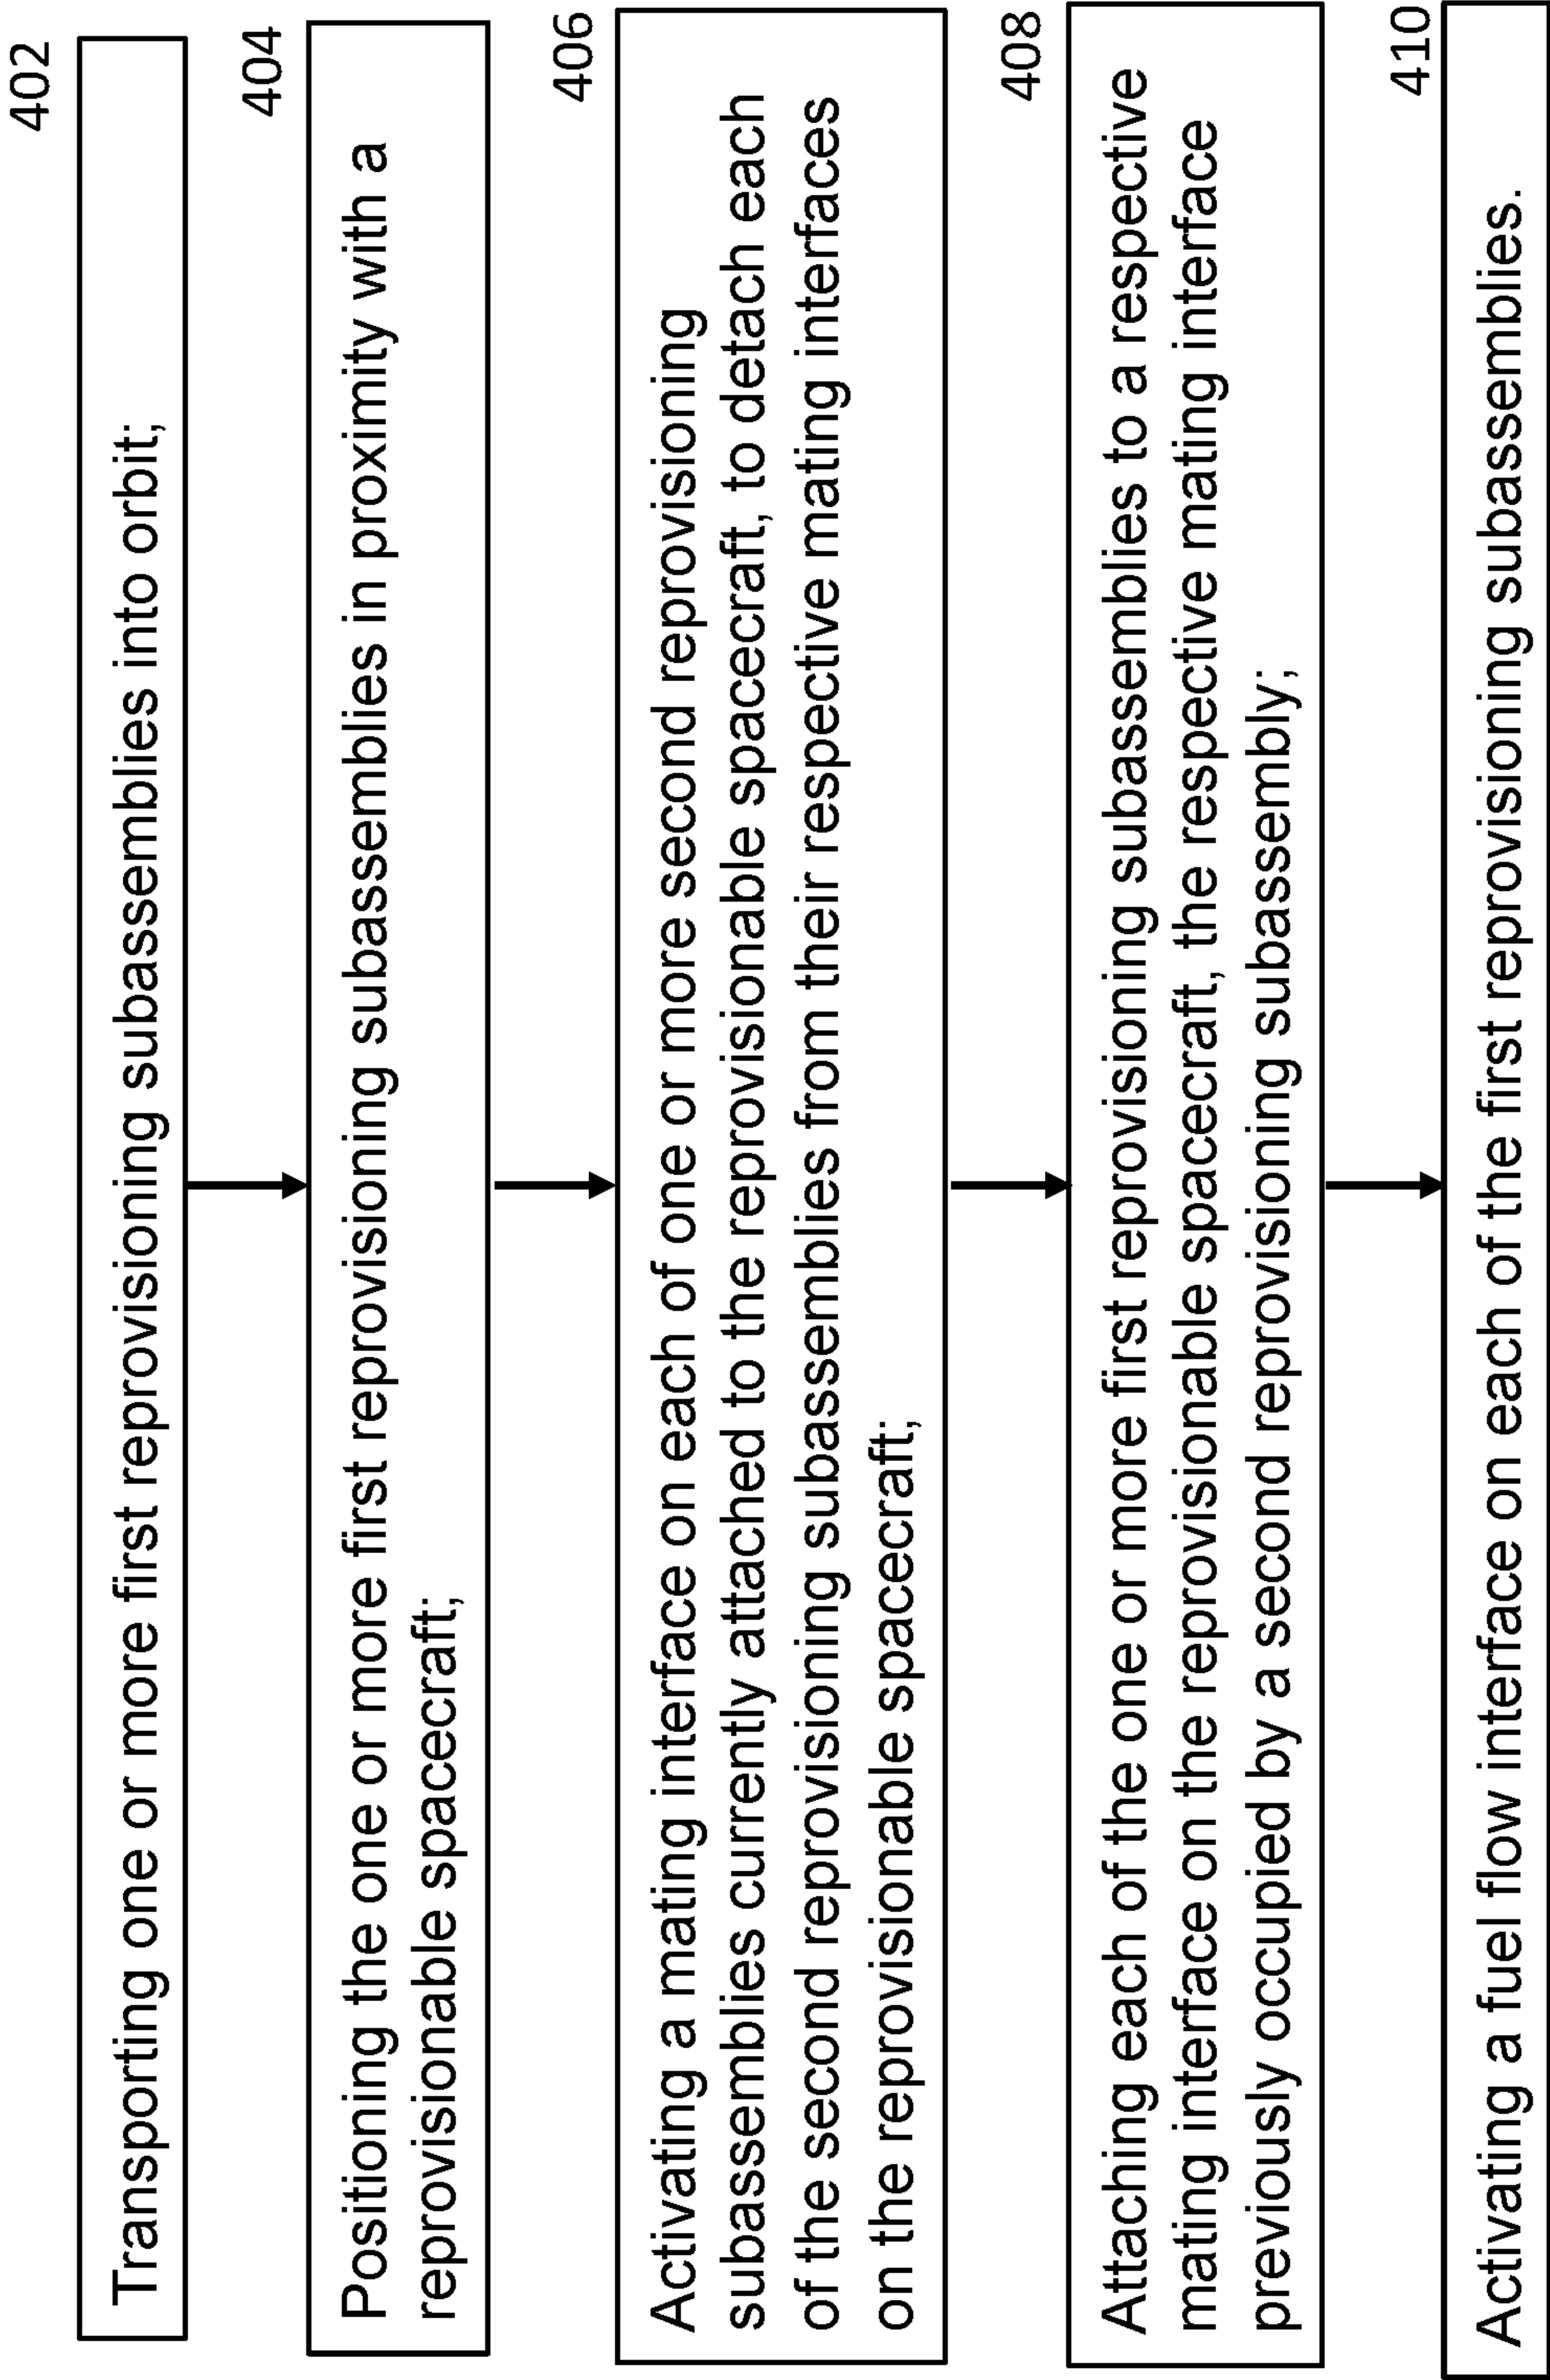 402
Transporting one or more first reprovisioning subassemblies into orbit;
404
Positioning the one or more first reprovisioning subassemblies in proximity with a
reprovisionable spacecraft;
406
Activating a mating interface on each of one or more second reprovisioning
subassemblies currently attached to the reprovisionable spacecraft, to detach each
of the second reprovisioning subassemblies from their respective mating interfaces
on the reprovisionable spacecraft;
408
Attaching each of the one or more first reprovisioning subassemblies to a respective
mating interface on the reprovisionable spacecraft, the respective mating interface
previously occupied by a second reprovisioning subassembly;
410
Activating a fuel flow interface on each of the first reprovisioning subassemblies.